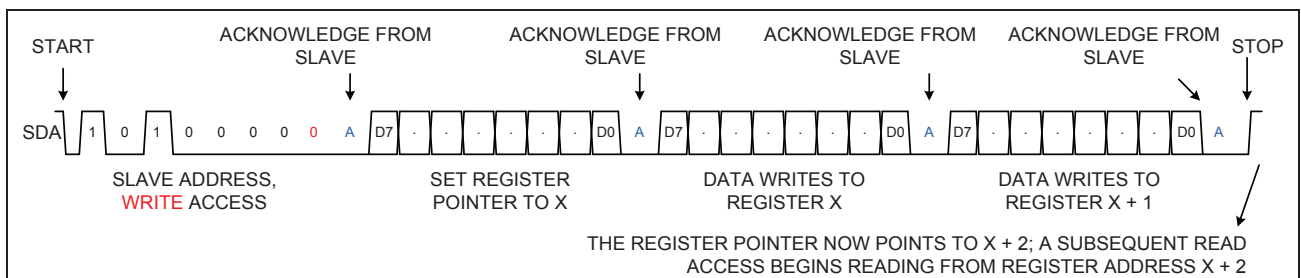 START
ACKNOWLEDGE FROM
SLAVE
ACKNOWLEDGE FROM
SLAVE
ACKNOWLEDGE FROM
SLAVE
ACKNOWLEDGE FROM
SLAVE
STOP
SDA 1 0 1 0 0 0 0 0 A D7 . . . . . . D0 A D7 . . . . . . D0 A D7 . . . . . . D0 A
SLAVE ADDRESS,
WRITE ACCESS
SET REGISTER
POINTER TO X
DATA WRITES TO
REGISTER X
DATA WRITES TO
REGISTER X + 1
THE REGISTER POINTER NOW POINTS TO X + 2; A SUBSEQUENT READ
ACCESS BEGINS READING FROM REGISTER ADDRESS X + 2